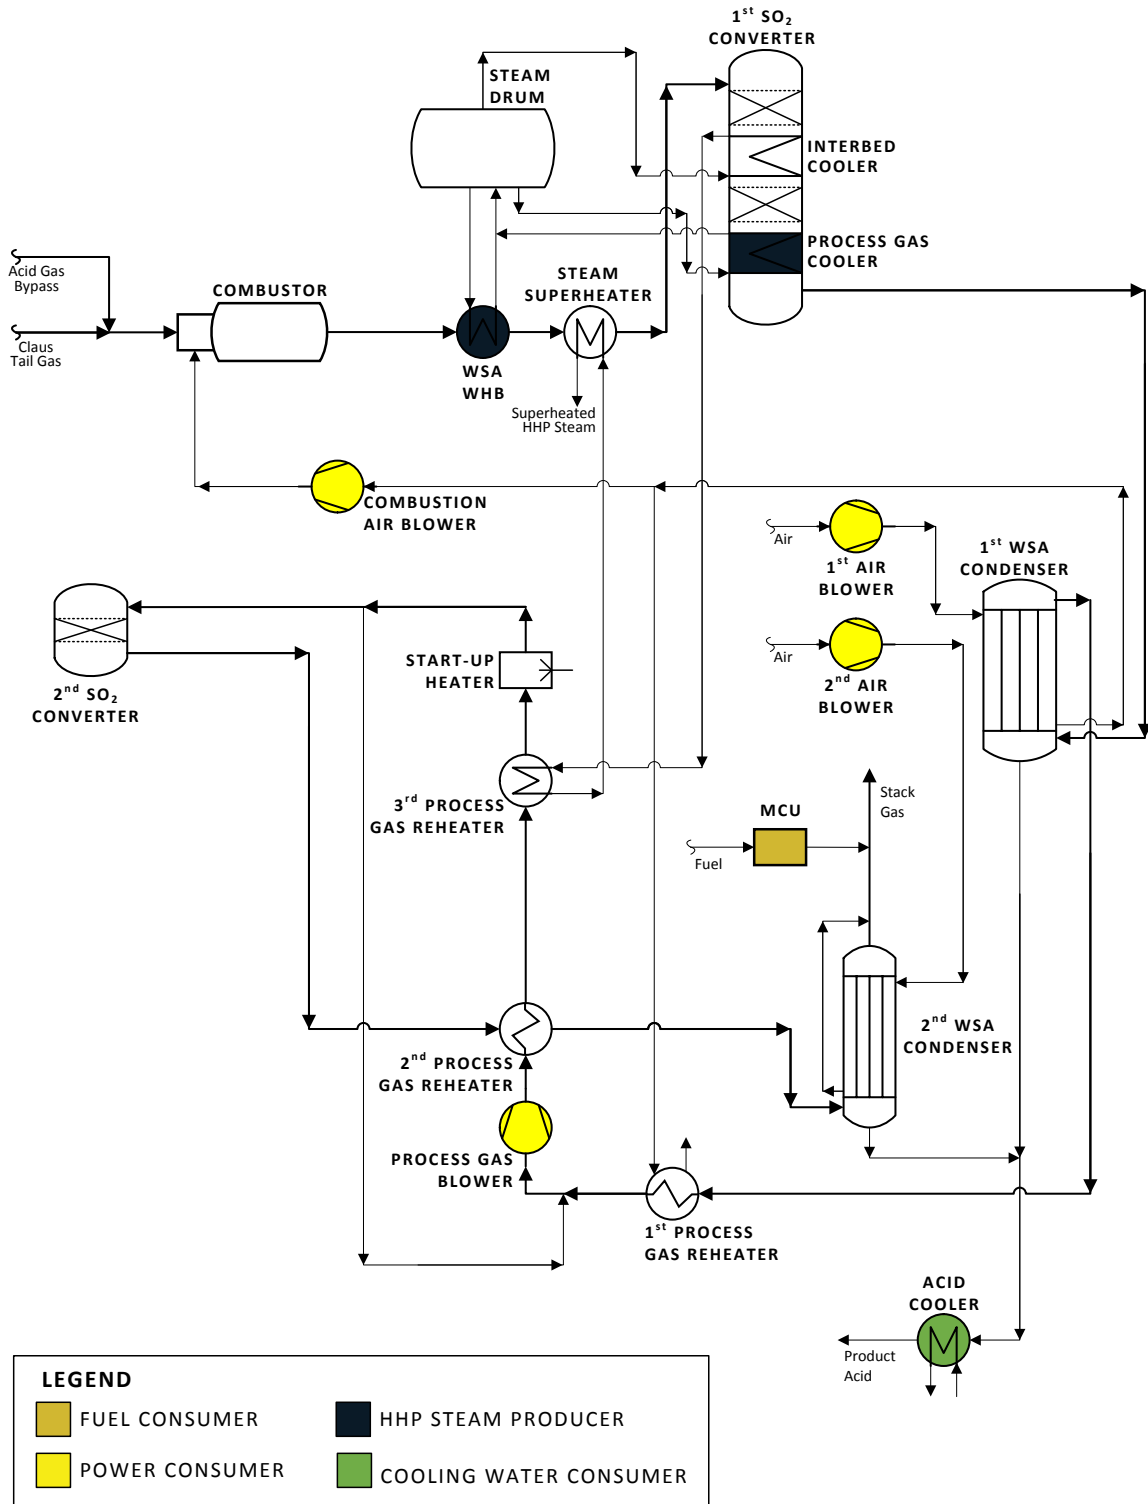 1st SO₂
CONVERTER
STEAM
DRUM
INTERBED
COOLER
PROCESS GAS
COOLER
Acid Gas
Bypass
COMBUSTOR
STEAM
SUPERHEATER
Claus
Tail Gas
WSA
WHB
Superheated
HHP Steam
COMBUSTION
AIR BLOWER
Air
1st AIR
BLOWER
1st WSA
CONDENSER
Air
2nd AIR
BLOWER
START-UP
HEATER
2nd SO₂
CONVERTER
3rd PROCESS
GAS REHEATER
MCU
Stack
Gas
Fuel
2nd WSA
CONDENSER
2nd PROCESS
GAS REHEATER
PROCESS GAS
BLOWER
1st PROCESS
GAS REHEATER
ACID
COOLER
Product
Acid
LEGEND
FUEL CONSUMER
HHP STEAM PRODUCER
POWER CONSUMER
COOLING WATER CONSUMER